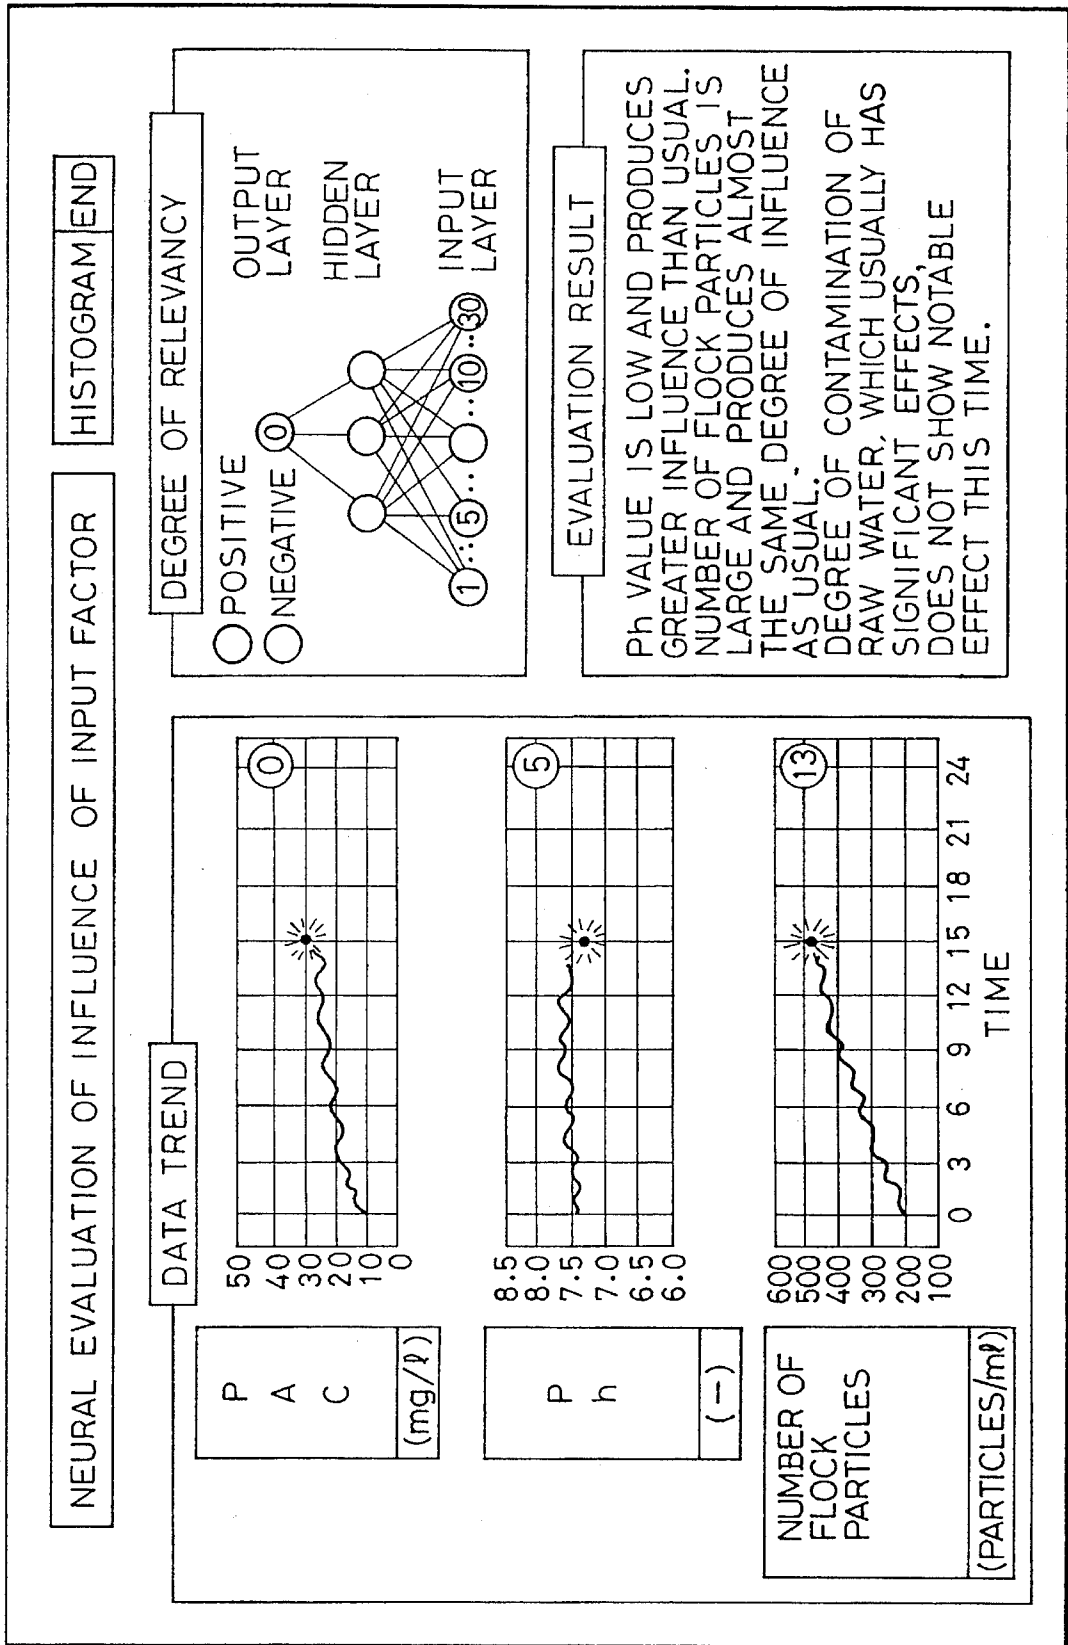 NEURAL EVALUATION OF INFLUENCE OF INPUT FACTOR
HISTOGRAM END
DATA TREND
P
A
C
(mg/ℓ)
50
40
30
20
10
0
0
P
h
(−)
8.5
8.0
7.5
7.0
6.5
6.0
5
NUMBER OF
FLOCK
PARTICLES
(PARTICLES/mℓ)
600
500
400
300
200
100
13
0 3 6 9 12 15 18 21 24
TIME
DEGREE OF RELEVANCY
POSITIVE
NEGATIVE
0
OUTPUT
LAYER
HIDDEN
LAYER
1 ... 5 ... ... 10 ... 30
INPUT
LAYER
EVALUATION RESULT
Ph VALUE IS LOW AND PRODUCES
GREATER INFLUENCE THAN USUAL.
NUMBER OF FLOCK PARTICLES IS
LARGE AND PRODUCES ALMOST
THE SAME DEGREE OF INFLUENCE
AS USUAL.
DEGREE OF CONTAMINATION OF
RAW WATER, WHICH USUALLY HAS
SIGNIFICANT EFFECTS,
DOES NOT SHOW NOTABLE
EFFECT THIS TIME.